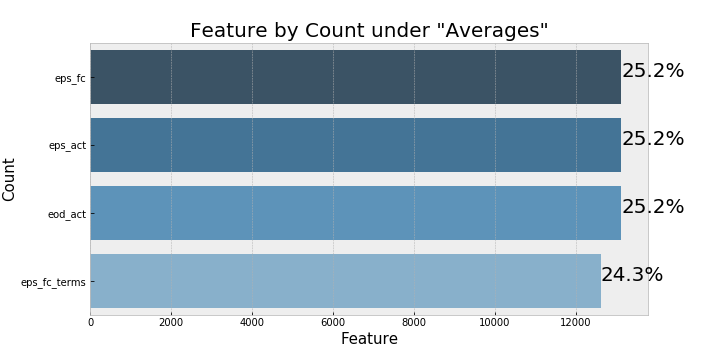 Feature by Count under "Averages"
eps_fc
25.2%
eps_act
25.2%
eod_act
25.2%
eps_fc_terms
24.3%
Count
0 2000 4000 6000 8000 10000 12000
Feature